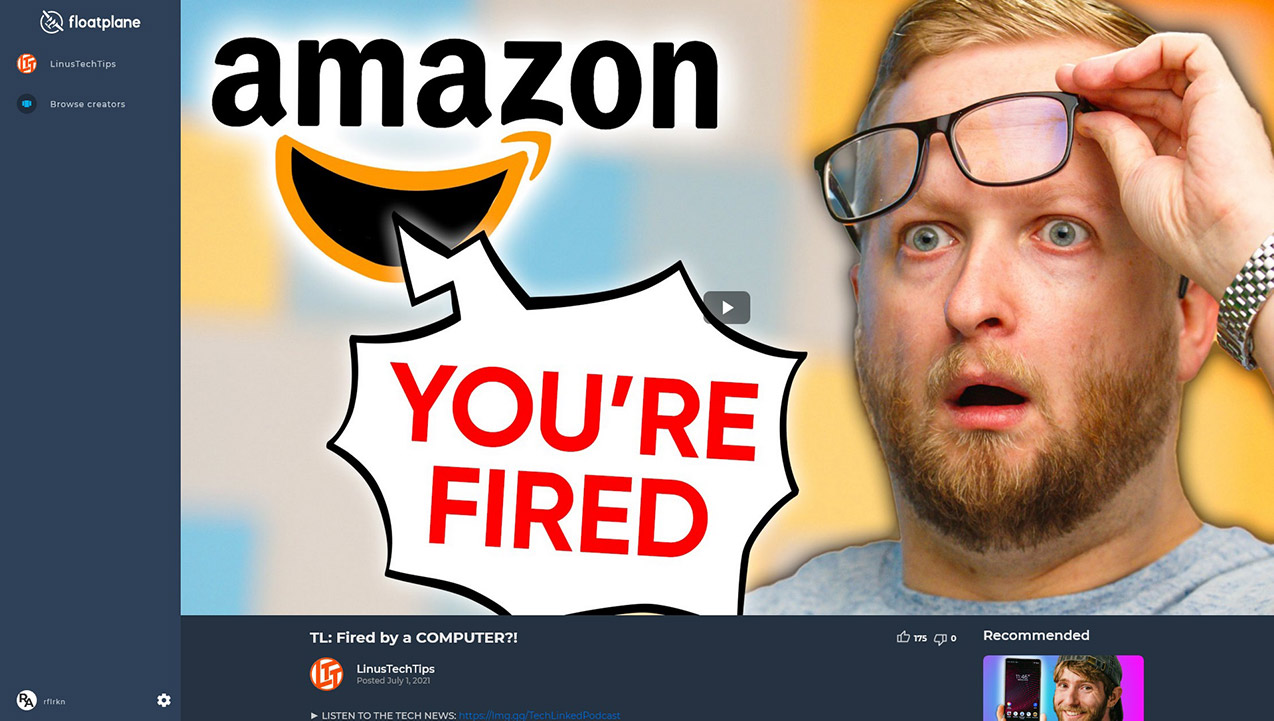 floatplane
LinusTechTips
Browse creators
amazon
YOU'RE
FIRED
TL: Fired by a COMPUTER?!
175
0
Recommended
LTT
LinusTechTips
Posted July 1, 2021
► LISTEN TO THE TECH NEWS: https://lmg.gg/TechLinkedPodcast
RA
rflrkn